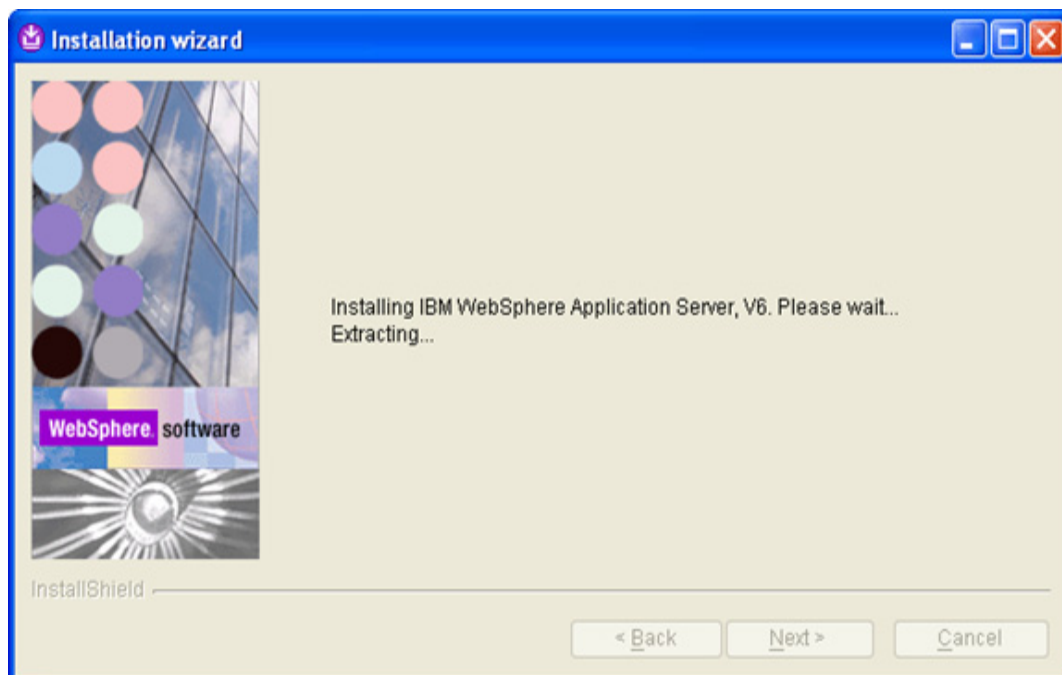 Installation wizard
Installing IBM WebSphere Application Server, V6. Please wait...
Extracting...
WebSphere. software
InstallShield
< Back
Next >
Cancel